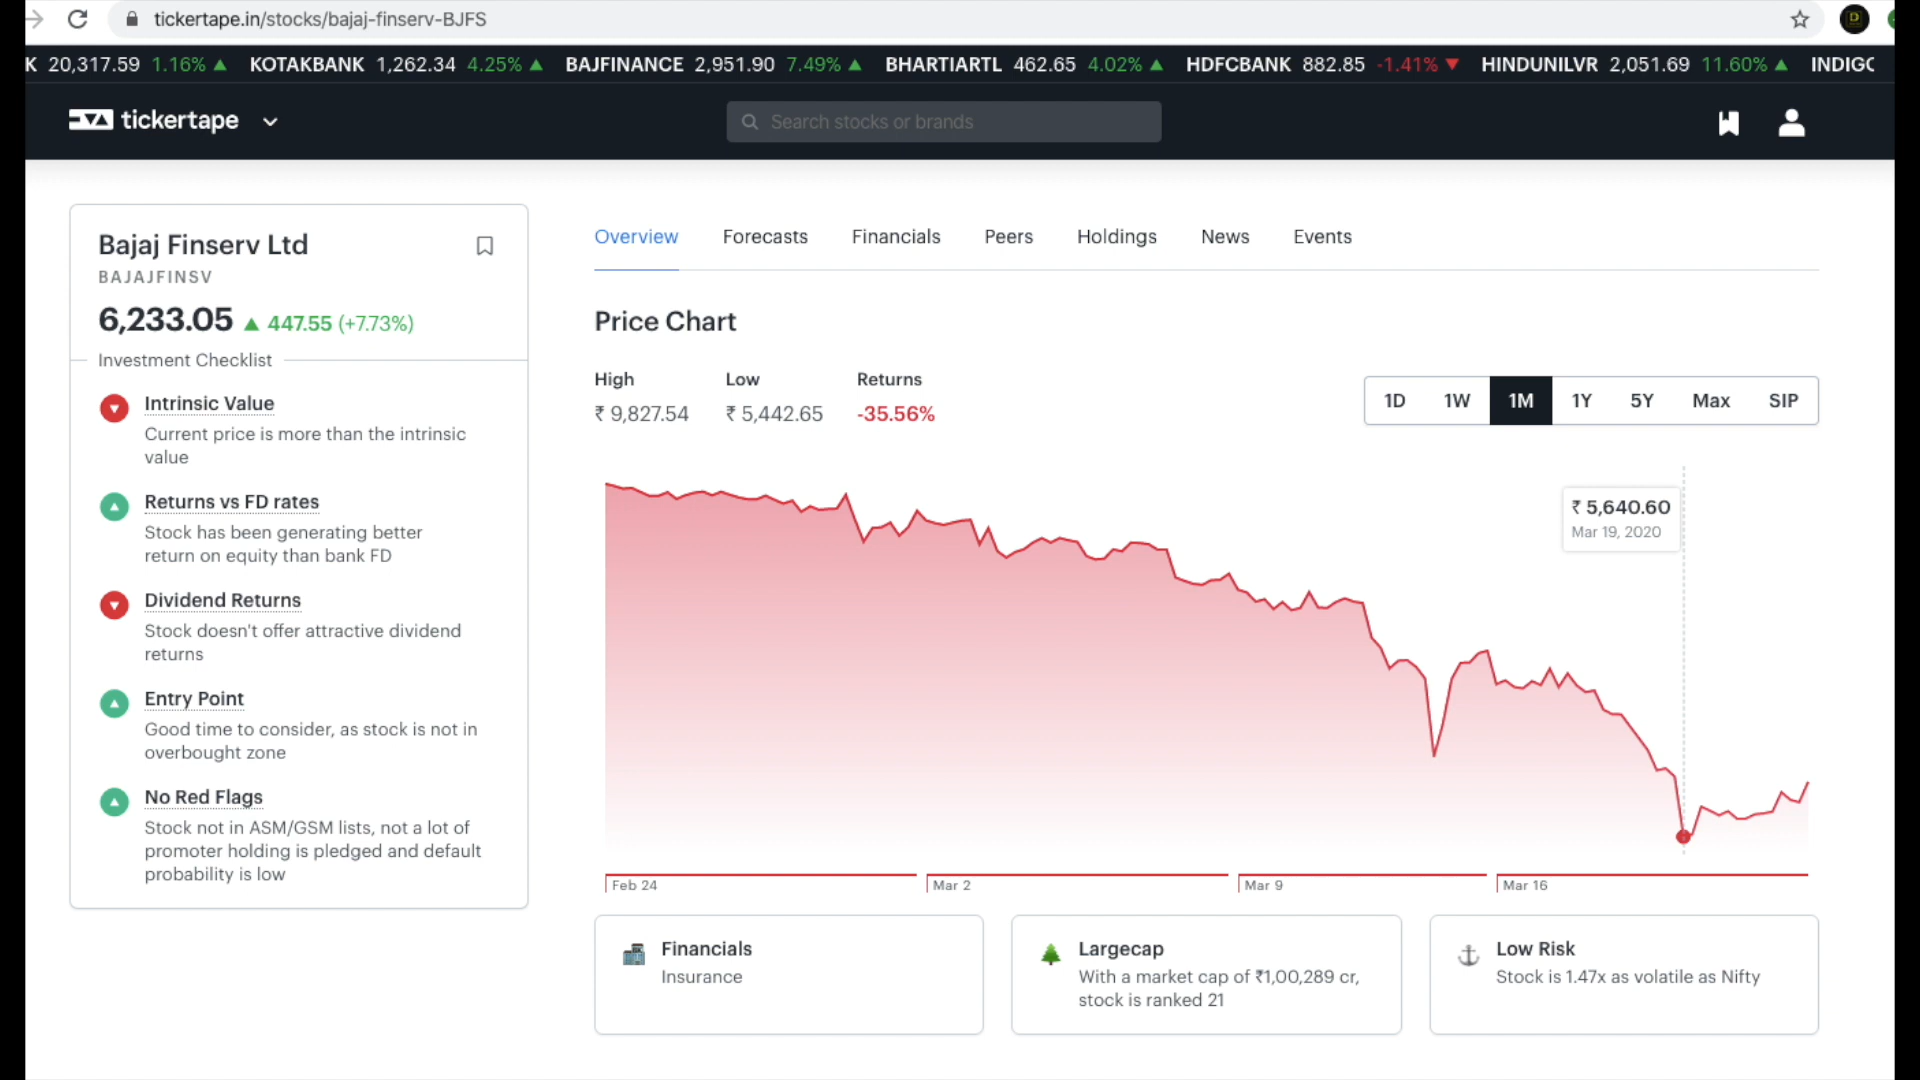 tickertape.in/stocks/bajaj-finserv-BJFS
K 20,317.59 1.16% ▲ KOTAKBANK 1,262.34 4.25% ▲ BAJFINANCE 2,951.90 7.49% ▲ BHARTIARTL 462.65 4.02% ▲ HDFCBANK 882.85 -1.41% ▼ HINDUNILVR 2,051.69 11.60% ▲ INDIGO
tickertape
Search stocks or brands
Bajaj Finserv Ltd
BAJAJFINSV
6,233.05 ▲ 447.55 (+7.73%)
Investment Checklist
Intrinsic Value
Current price is more than the intrinsic
value
Returns vs FD rates
Stock has been generating better
return on equity than bank FD
Dividend Returns
Stock doesn't offer attractive dividend
returns
Entry Point
Good time to consider, as stock is not in
overbought zone
No Red Flags
Stock not in ASM/GSM lists, not a lot of
promoter holding is pledged and default
probability is low
Overview Forecasts Financials Peers Holdings News Events
Price Chart
High Low Returns
₹ 9,827.54 ₹ 5,442.65 -35.56%
1D 1W 1M 1Y 5Y Max SIP
₹ 5,640.60
Mar 19, 2020
Feb 24 Mar 2 Mar 9 Mar 16
Financials
Insurance
Largecap
With a market cap of ₹1,00,289 cr,
stock is ranked 21
Low Risk
Stock is 1.47x as volatile as Nifty